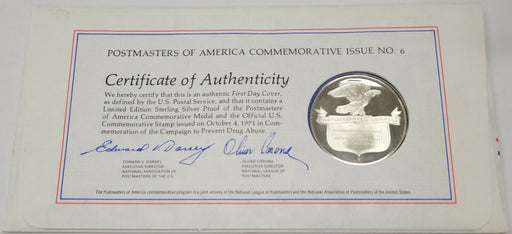 POSTMASTERS OF AMERICA COMMEMORATIVE ISSUE NO. 6
Certificate of Authenticity
We hereby certify that this is an authentic First Day Cover,
as defined by the U.S. Postal Service, and that it contains a
Limited Edition Sterling Silver Proof of the Postmasters
of America Commemorative Medal and the Official U.S.
Commemorative Stamp issued on October 4, 1971 in Com-
memoration of the Campaign to Prevent Drug Abuse.
Edward V. Dorsey Oliver Corona
EDWARD V. DORSEY
EXECUTIVE DIRECTOR
NATIONAL ASSOCIATION OF
POSTMASTERS OF THE U.S.
OLIVER CORONA
EXECUTIVE DIRECTOR
NATIONAL LEAGUE OF
POSTMASTERS
The Postmasters of America commemorative program is a joint activity of the National League of Postmasters and the National Association of Postmasters of the United States.